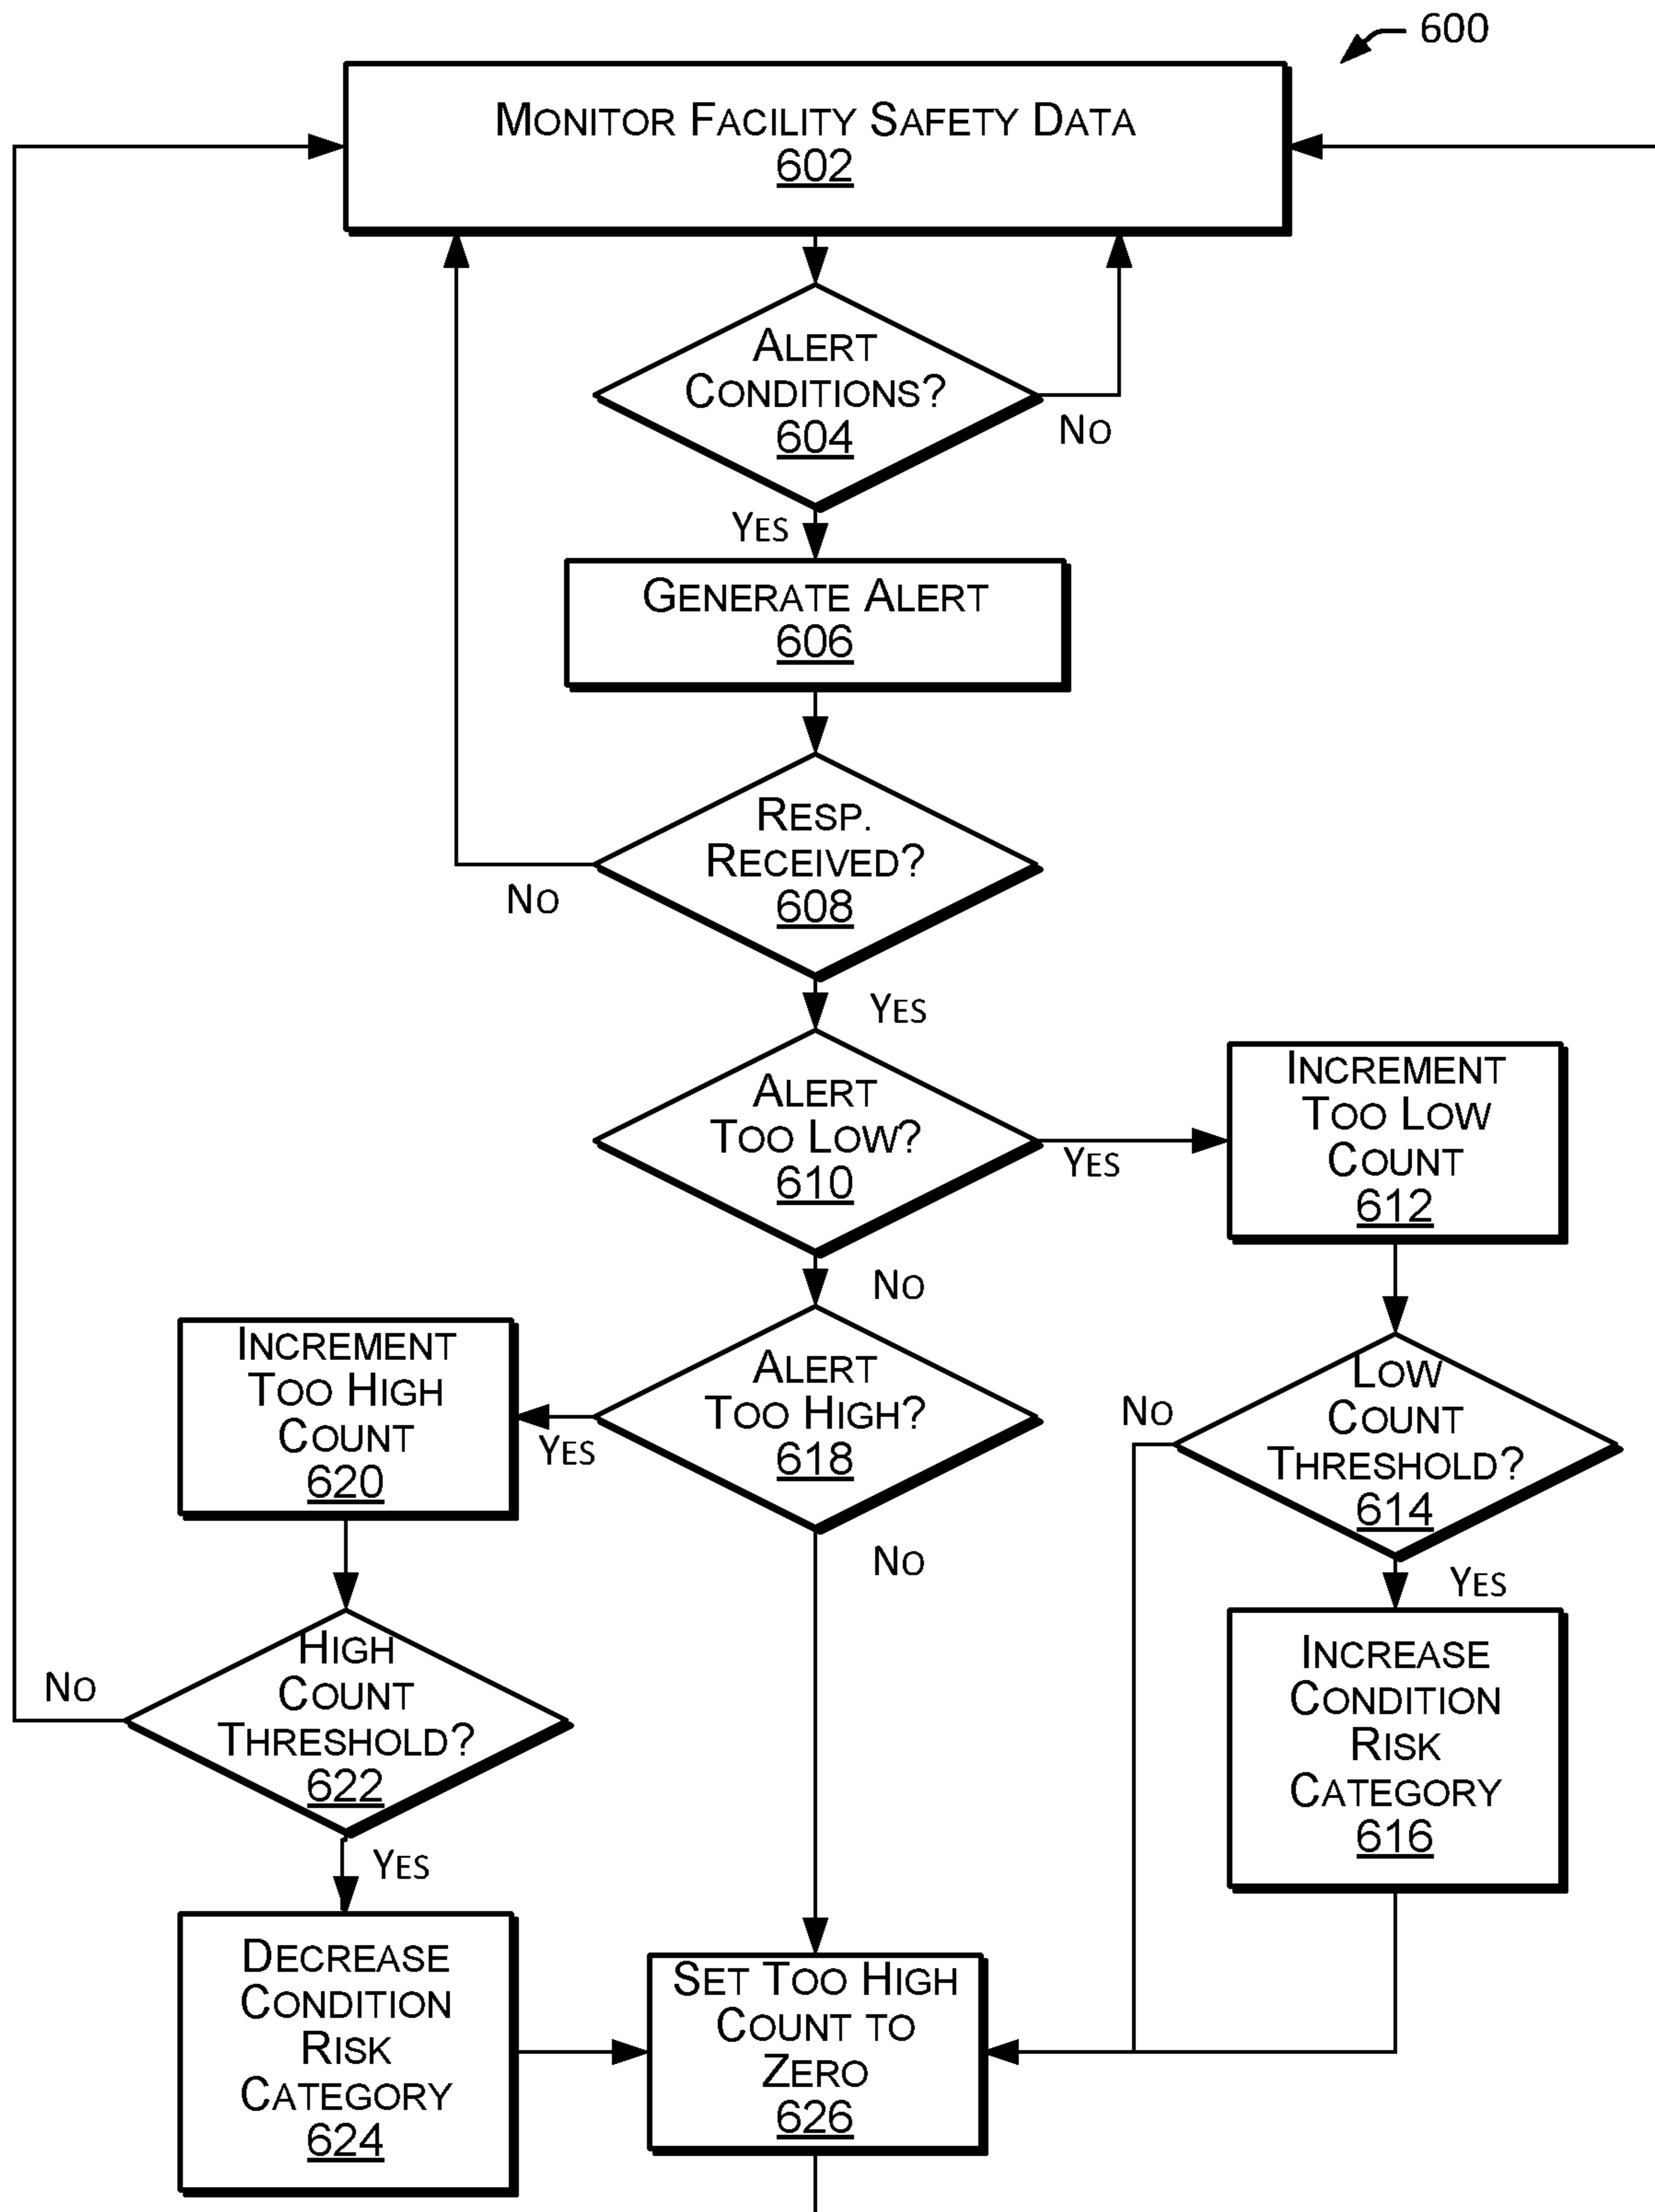 600
MONITOR FACILITY SAFETY DATA
602
ALERT
CONDITIONS?
604
NO
YES
GENERATE ALERT
606
RESP.
RECEIVED?
608
NO
YES
ALERT
TOO LOW?
610
YES
INCREMENT
TOO LOW
COUNT
612
NO
INCREMENT
TOO HIGH
COUNT
620
ALERT
TOO HIGH?
618
YES
NO
LOW
COUNT
THRESHOLD?
614
NO
YES
HIGH
COUNT
THRESHOLD?
622
NO
YES
INCREASE
CONDITION
RISK
CATEGORY
616
DECREASE
CONDITION
RISK
CATEGORY
624
SET TOO HIGH
COUNT TO
ZERO
626